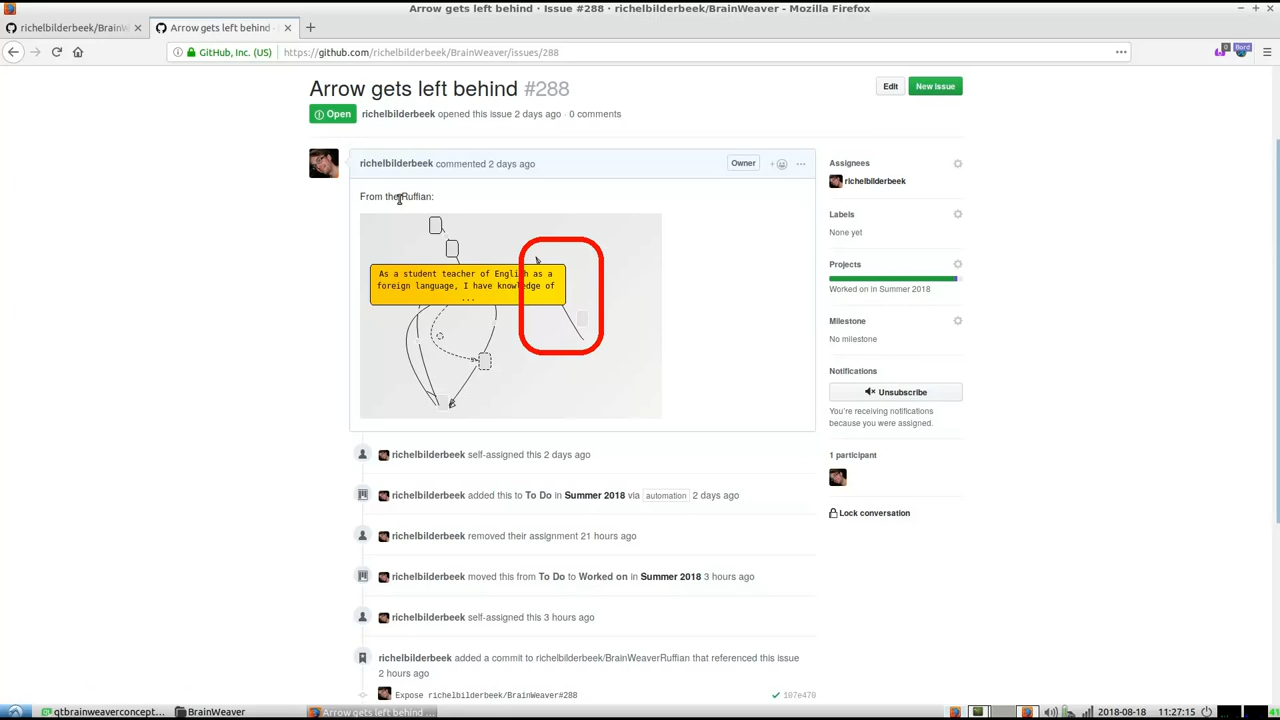 Arrow gets left behind · Issue #288 · richelbilderbeek/BrainWeaver - Mozilla Firefox
richelbilderbeek/BrainW
Arrow gets left behind ·
GitHub, Inc. (US)
https://github.com/richelbilderbeek/BrainWeaver/issues/288
0
Bord
Arrow gets left behind #288
Edit
New issue
Open
richelbilderbeek opened this issue 2 days ago · 0 comments
richelbilderbeek commented 2 days ago
Owner
From the Ruffian:
As a student teacher of English as a
foreign language, I have knowledge of
...
richelbilderbeek self-assigned this 2 days ago
richelbilderbeek added this to To Do in Summer 2018 via automation 2 days ago
richelbilderbeek removed their assignment 21 hours ago
richelbilderbeek moved this from To Do to Worked on in Summer 2018 3 hours ago
richelbilderbeek self-assigned this 3 hours ago
richelbilderbeek added a commit to richelbilderbeek/BrainWeaverRuffian that referenced this issue
2 hours ago
Expose richelbilderbeek/BrainWeaver#288
107e470
Assignees
richelbilderbeek
Labels
None yet
Projects
Worked on in Summer 2018
Milestone
No milestone
Notifications
Unsubscribe
You're receiving notifications
because you were assigned.
1 participant
Lock conversation
qtbrainweaverconcept...
BrainWeaver
Arrow gets left behind ·...
2018-08-18
11:27:15